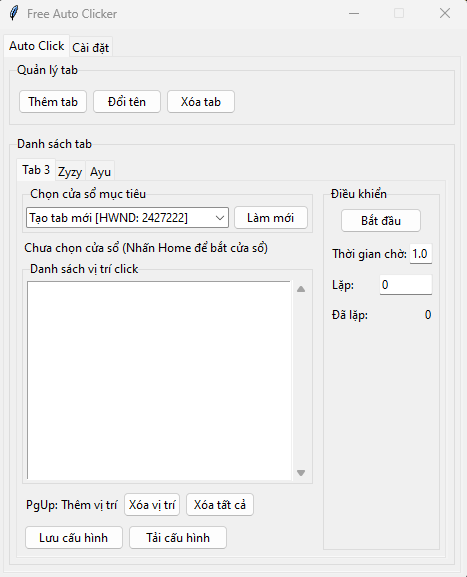 Free Auto Clicker
Auto Click Cài đặt
Quản lý tab
Thêm tab Đổi tên Xóa tab
Danh sách tab
Tab 3 Zyzy Ayu
Chọn cửa sổ mục tiêu
Tạo tab mới [HWND: 2427222] Làm mới
Chưa chọn cửa sổ (Nhấn Home để bắt cửa sổ)
Danh sách vị trí click
PgUp: Thêm vị trí Xóa vị trí Xóa tất cả
Lưu cấu hình Tải cấu hình
Điều khiển
Bắt đầu
Thời gian chờ: 1.0
Lặp: 0
Đã lặp: 0